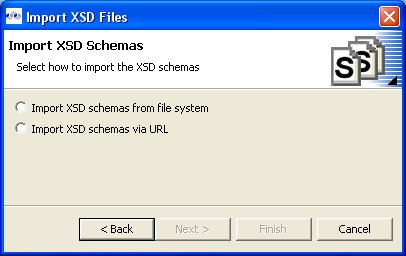 Import XSD Files
Import XSD Schemas
Select how to import the XSD schemas
S S
Import XSD schemas from file system
Import XSD schemas via URL
< Back Next > Finish Cancel